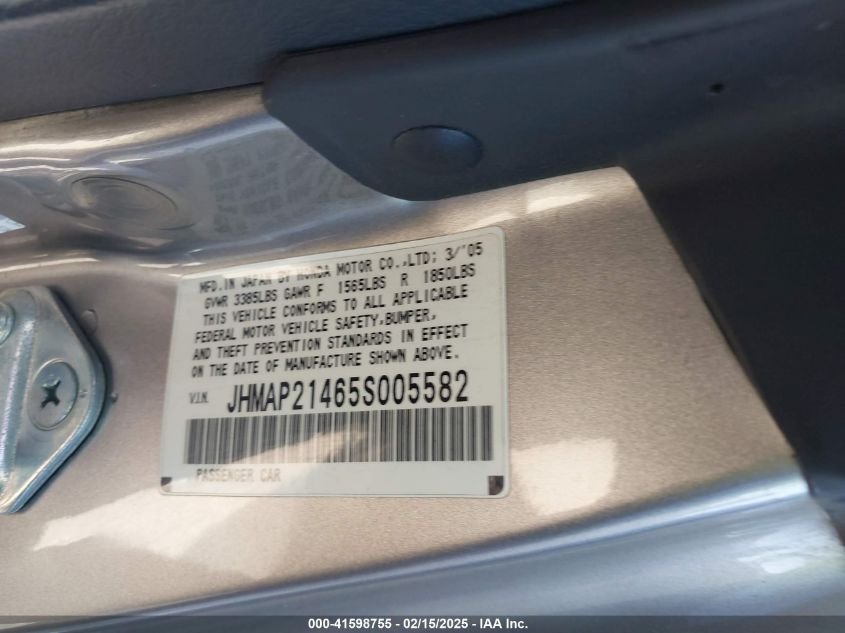 MFD.IN JAPAN BY HONDA MOTOR CO.,LTD; 3/'05
GVWR 3385LBS GAWR F 1565LBS R 1850LBS
THIS VEHICLE CONFORMS TO ALL APPLICABLE
FEDERAL MOTOR VEHICLE SAFETY,BUMPER,
AND THEFT PREVENTION STANDARDS IN EFFECT
ON THE DATE OF MANUFACTURE SHOWN ABOVE.
V.I.N. JHMAP21465S005582
PASSENGER CAR
000-41598755 - 02/15/2025 - IAA Inc.